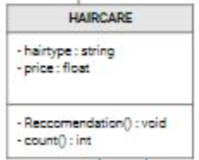 HAIRCARE
- hairtype : string
- price : float
- Reccomendation() : void
- count() : int